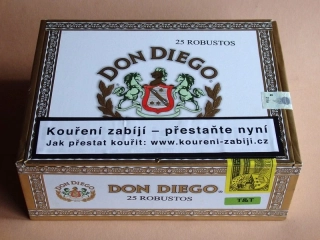 25 ROBUSTOS
DON DIEGO
Kouření zabíjí – přestaňte nyní
Jak přestat kouřit: www.koureni-zabiji.cz
DON DIEGO.
25 ROBUSTOS
T&T